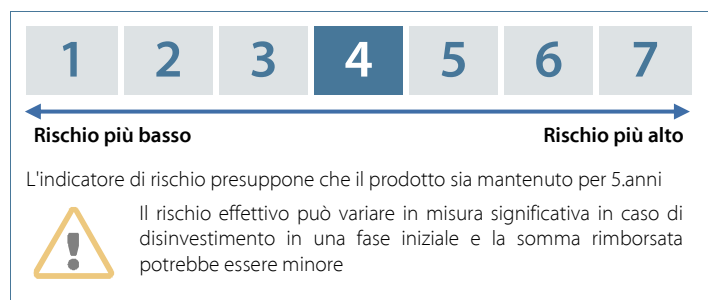 1 2 3 4 5 6 7
Rischio più basso Rischio più alto
L'indicatore di rischio presuppone che il prodotto sia mantenuto per 5.anni
Il rischio effettivo può variare in misura significativa in caso di
disinvestimento in una fase iniziale e la somma rimborsata
potrebbe essere minore